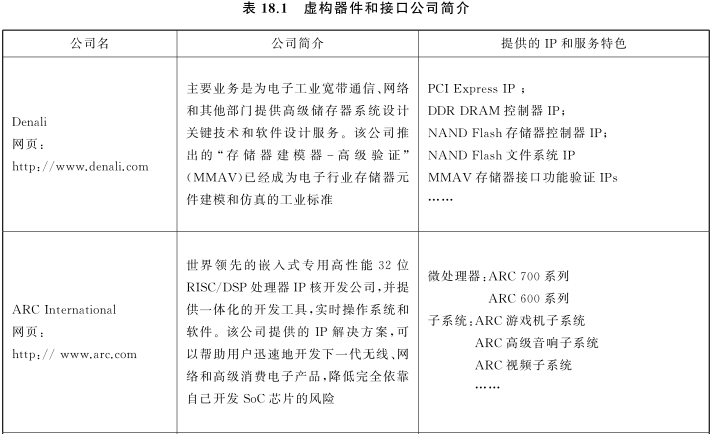 表 18.1 虚构器件和接口公司简介
公司名
公司简介
提供的 IP 和服务特色
Denali
网页:
http://www.denali.com
主要业务是为电子工业宽带通信、网络
和其他部门提供高级储存器系统设计
关键技术和软件设计服务。该公司推
出的“存储器建模器－高级验证”
(MMAV)已经成为电子行业存储器元
件建模和仿真的工业标准
PCI Express IP ;
DDR DRAM 控制器 IP;
NAND Flash 存储器控制器 IP;
NAND Flash 文件系统 IP
MMAV 存储器接口功能验证 IPs
……
ARC International
网页:
http:// www.arc.com
世界领先的嵌入式专用高性能 32 位
RISC/DSP 处理器 IP 核开发公司,并提
供一体化的开发工具,实时操作系统和
软件。该公司提供的 IP 解决方案,可
以帮助用户迅速地开发下一代无线、网
络和高级消费电子产品,降低完全依靠
自己开发 SoC 芯片的风险
微处理器:ARC 700 系列
ARC 600 系列
子系统:ARC 游戏机子系统
ARC 高级音响子系统
ARC 视频子系统
……